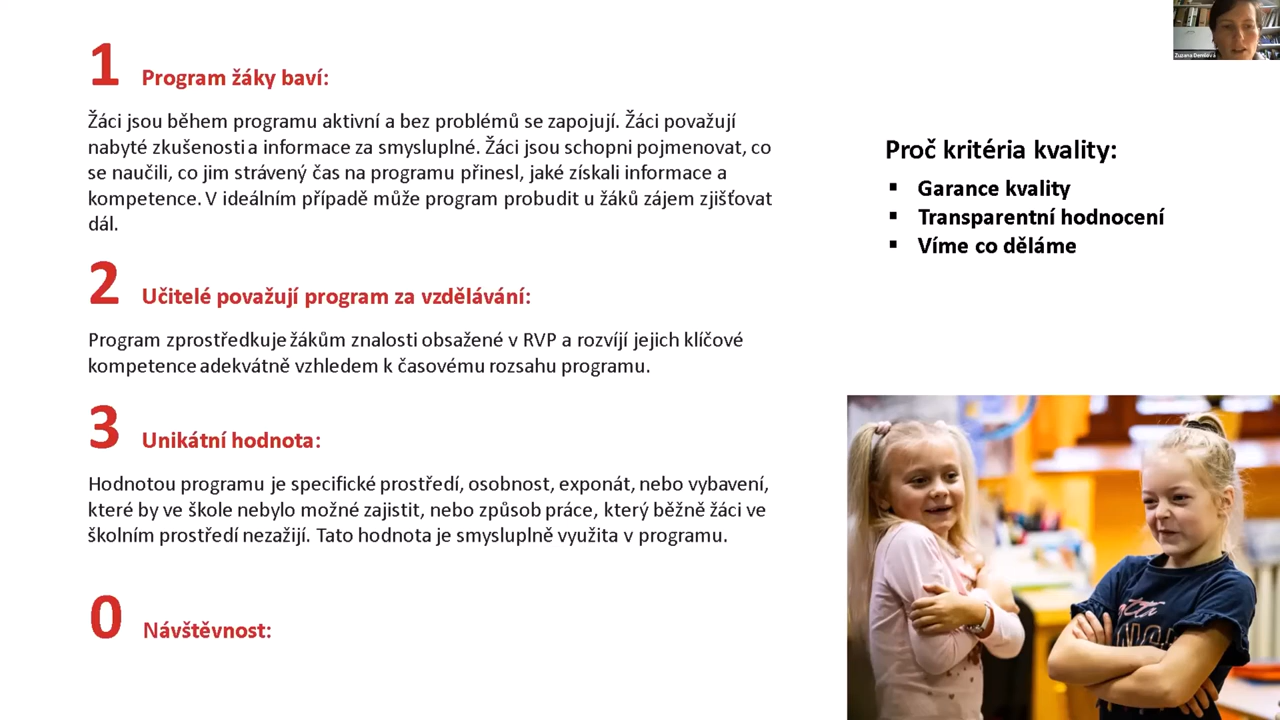 1 Program žáky baví:
Žáci jsou během programu aktivní a bez problémů se zapojují. Žáci považují
nabyté zkušenosti a informace za smysluplné. Žáci jsou schopni pojmenovat, co
se naučili, co jim strávený čas na programu přinesl, jaké získali informace a
kompetence. V ideálním případě může program probudit u žáků zájem zjišťovat
dál.
2 Učitelé považují program za vzdělávání:
Program zprostředkuje žákům znalosti obsažené v RVP a rozvíjí jejich klíčové
kompetence adekvátně vzhledem k časovému rozsahu programu.
3 Unikátní hodnota:
Hodnotou programu je specifické prostředí, osobnost, exponát, nebo vybavení,
které by ve škole nebylo možné zajistit, nebo způsob práce, který běžně žáci ve
školním prostředí nezažijí. Tato hodnota je smysluplně využita v programu.
0 Návštěvnost:
Proč kritéria kvality:
▪ Garance kvality
▪ Transparentní hodnocení
▪ Víme co děláme